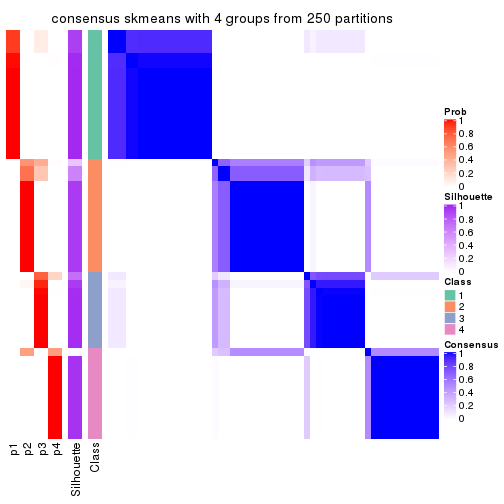 consensus skmeans with 4 groups from 250 partitions
Prob
1
0.8
0.6
0.4
0.2
0
Silhouette
1
0.8
0.6
0.4
0.2
0
Class
1
2
3
4
Consensus
1
0.8
0.6
0.4
0.2
0
p1
p2
p3
p4
Silhouette
Class